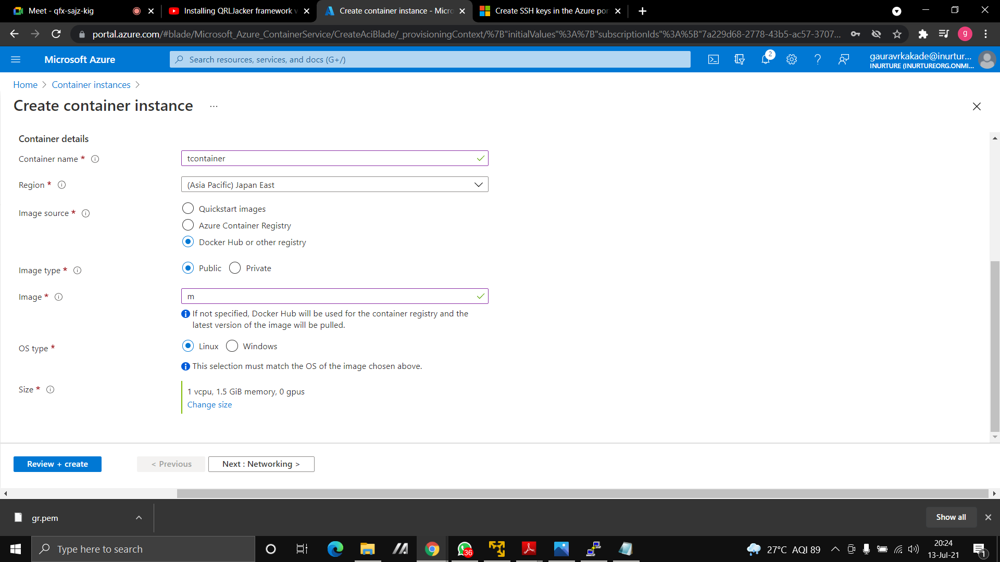 Meet - qfx-sajz-kig
Installing QRLJacker framework v
Create container instance - Micro
Create SSH keys in the Azure por
portal.azure.com/#blade/Microsoft_Azure_ContainerService/CreateAciBlade/_provisioningContext/%7B"initialValues"%3A%7B"subscriptionIds"%3A%5B"7a229d68-2778-43b5-ac57-3707...
g
Microsoft Azure
Search resources, services, and docs (G+/)
2
gauravrkakade@inurtur...
INURTURE (INURTUREORG.ONMI...
Home > Container instances >
Create container instance ...
Container details
Container name *
tcontainer
Region *
(Asia Pacific) Japan East
Image source *
Quickstart images
Azure Container Registry
Docker Hub or other registry
Image type *
Public
Private
Image *
m
If not specified, Docker Hub will be used for the container registry and the
latest version of the image will be pulled.
OS type *
Linux
Windows
This selection must match the OS of the image chosen above.
Size *
1 vcpu, 1.5 GiB memory, 0 gpus
Change size
Review + create
< Previous
Next : Networking >
gr.pem
Show all
Type here to search
36
27°C AQI 89
20:24
13-Jul-21
1